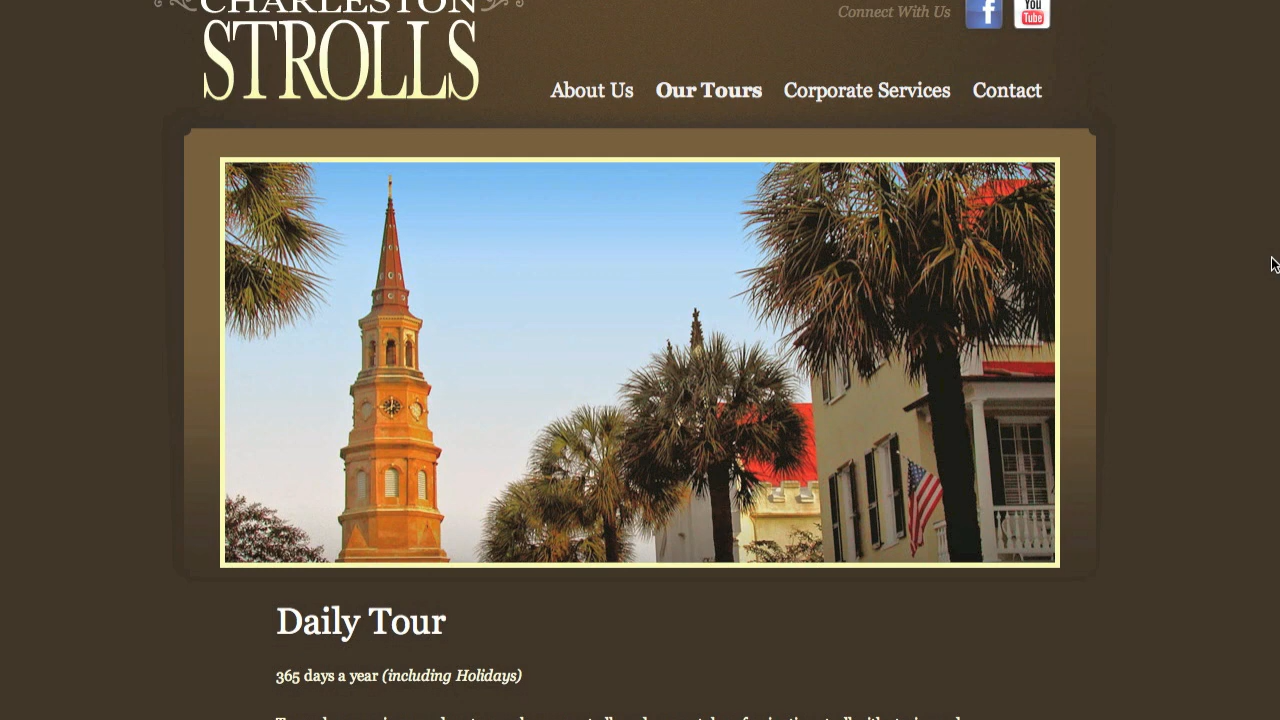 CHARLESTON
STROLLS
Connect With Us
f
You
Tube
About Us Our Tours Corporate Services Contact
Daily Tour
365 days a year (including Holidays)